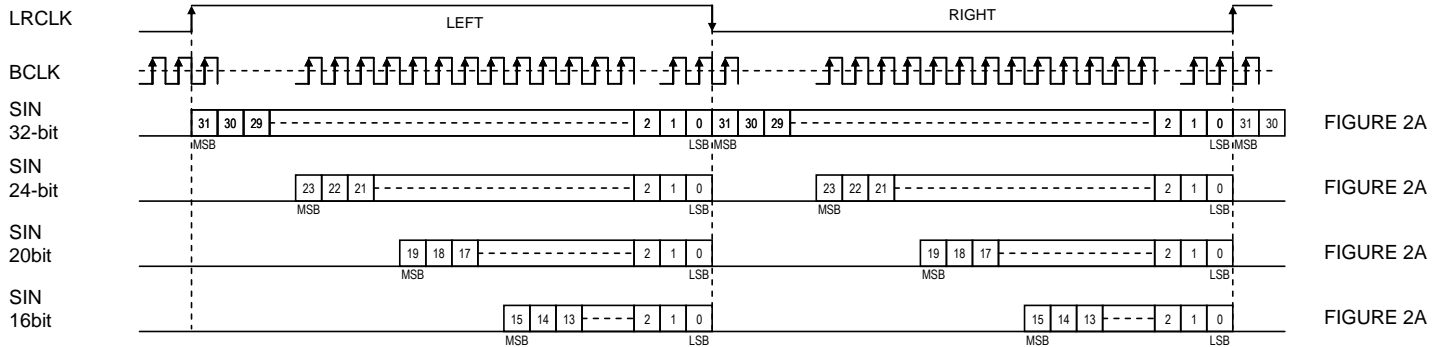 LRCLK LEFT RIGHT
BCLK
SIN
32-bit 31 30 29 2 1 0 31 30 29 2 1 0 31 30 FIGURE 2A
MSB LSB MSB LSB MSB
SIN
24-bit 23 22 21 2 1 0 23 22 21 2 1 0 FIGURE 2A
MSB LSB MSB LSB
SIN
20bit 19 18 17 2 1 0 19 18 17 2 1 0 FIGURE 2A
MSB LSB MSB LSB
SIN
16bit 15 14 13 2 1 0 15 14 13 2 1 0 FIGURE 2A
MSB LSB MSB LSB